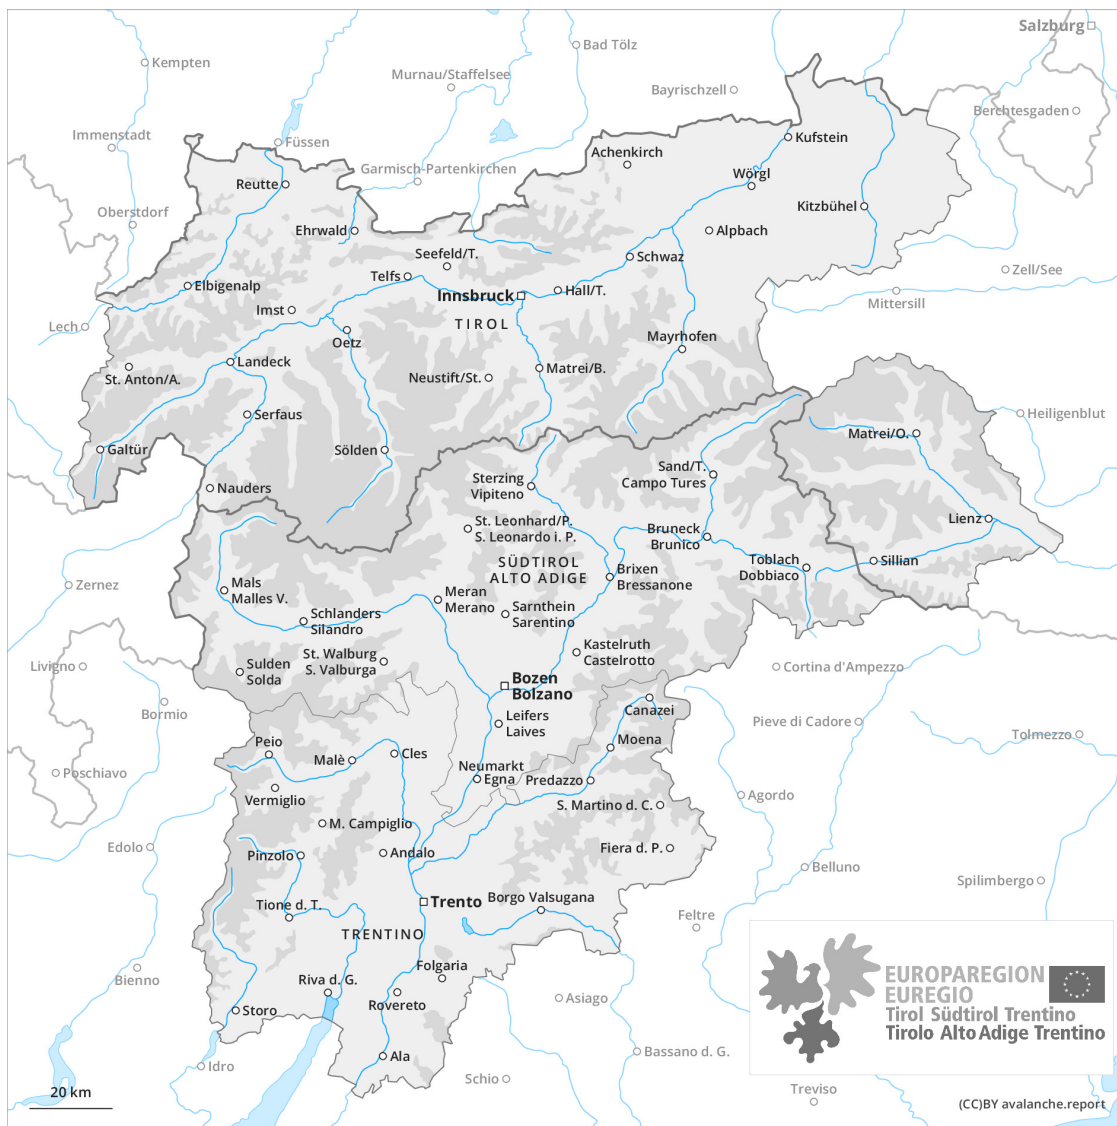 Salzburg
Bad Tölz
Kempten
Murnau/Staffelsee
Bayrischzell
Berchtesgaden
Immenstadt
Füssen
Kufstein
Achenkirch
Garmisch-Partenkirchen
Wörgl
Reutte
Oberstdorf
Kitzbühel
Ehrwald
Alpbach
Seefeld/T.
Schwaz
Zell/See
Telfs
Elbigenalp
Hall/T.
Innsbruck
Mittersill
Imst
TIROL
Lech
Mayrhofen
Oetz
Landeck
Matrei/B.
St. Anton/A.
Neustift/St.
Serfaus
Heiligenblut
Matrei/O.
Galtür
Sölden
Sand/T.
Campo Tures
Sterzing
Vipiteno
Nauders
Lienz
St. Leonhard/P.
S. Leonardo i. P.
Bruneck
Brunico
SÜDTIROL
ALTO ADIGE
Toblach
Dobbiaco
Sillian
Brixen
Bressanone
Zernez
Mals
Malles V.
Meran
Merano
Schlanders
Silandro
Sarnthein
Sarentino
Kastelruth
Castelrotto
St. Walburg
S. Valburga
Livigno
Sulden
Solda
Cortina d'Ampezzo
Bozen
Bolzano
Bormio
Canazei
Leifers
Laives
Pieve di Cadore
Tolmezzo
Peio
Moena
Cles
Malè
Poschiavo
Neumarkt
Egna
Predazzo
Vermiglio
Agordo
S. Martino d. C.
M. Campiglio
Edolo
Pinzolo
Andalo
Fiera d. P.
Belluno
Spilimbergo
Borgo Valsugana
Trento
Tione d. T.
Feltre
TRENTINO
Bienno
Folgaria
Riva d. G.
Rovereto
Asiago
Storo
EUROPAREGION
EUREGIO
Tirol Südtirol Trentino
Tirolo Alto Adige Trentino
Ala
Bassano d. G.
Idro
Schio
Treviso
20 km
(CC)BY avalanche.report